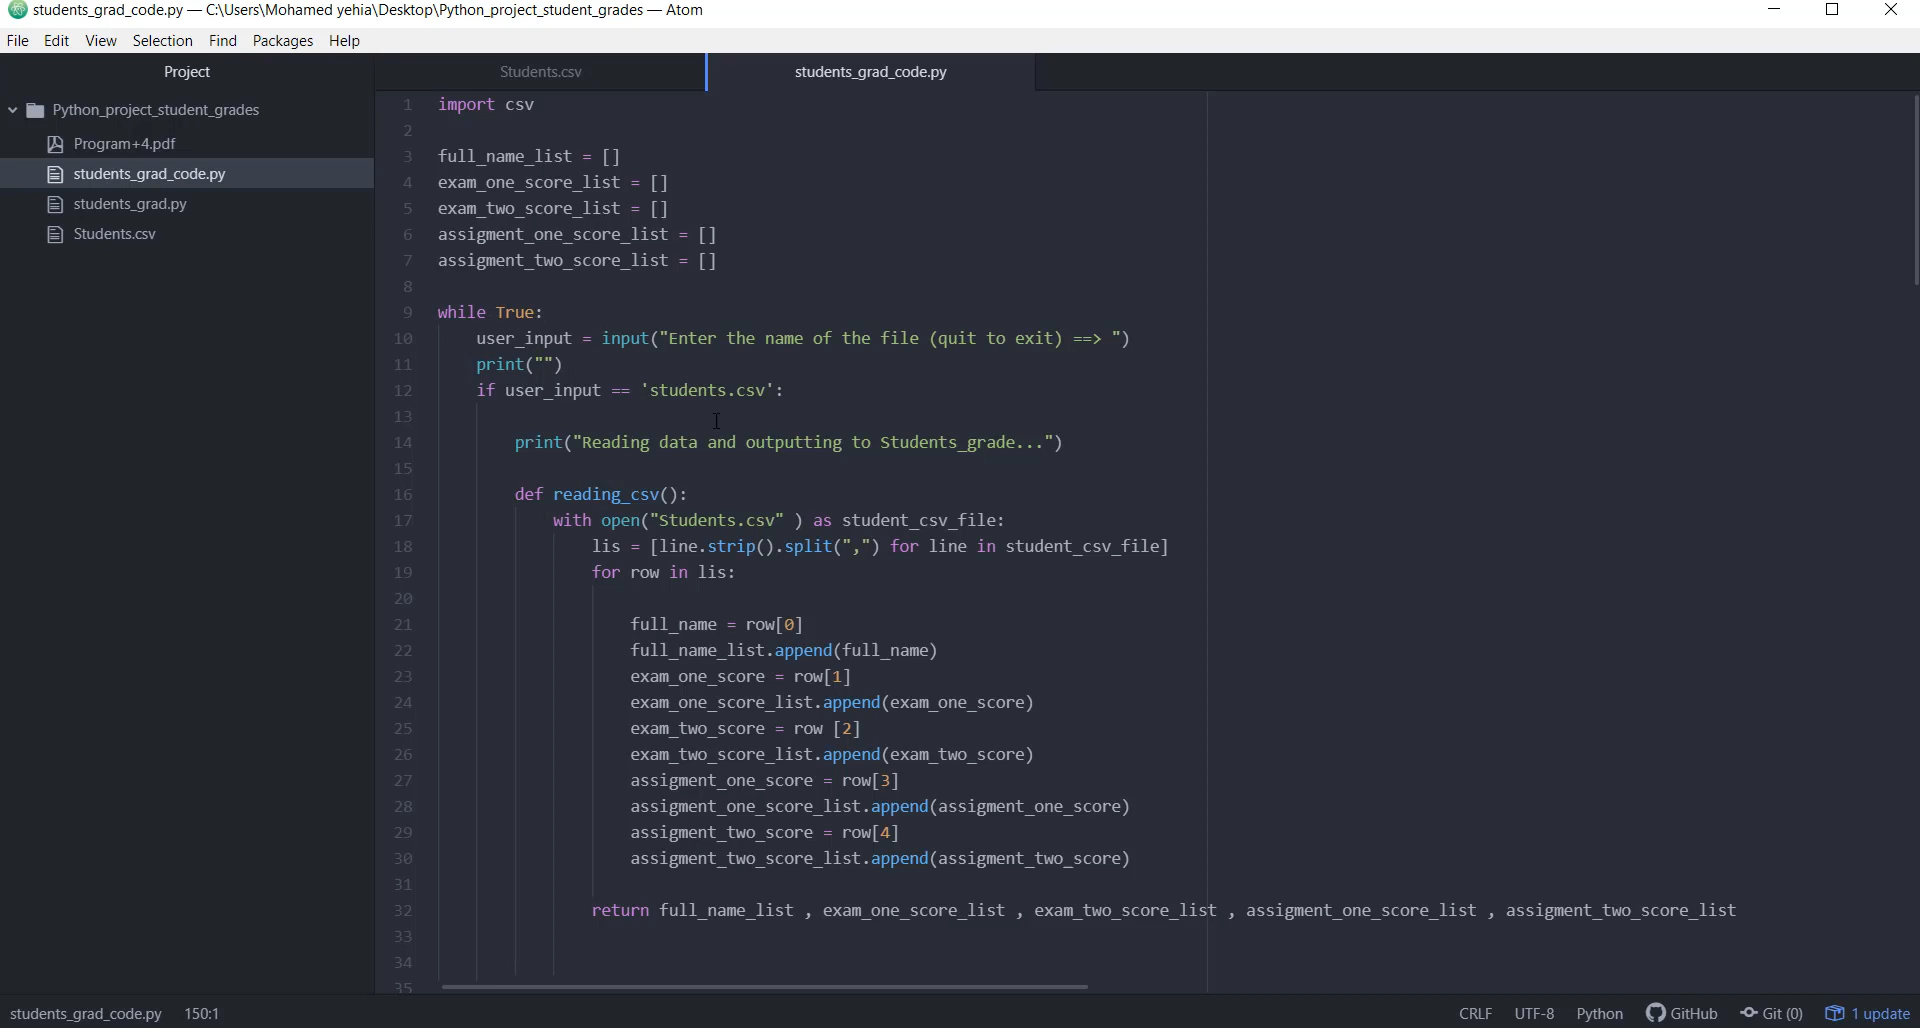 students_grad_code.py — C:\Users\Mohamed yehia\Desktop\Python_project_student_grades — Atom
File Edit View Selection Find Packages Help
Project
Students.csv
students_grad_code.py
Python_project_student_grades
Program+4.pdf
students_grad_code.py
students_grad.py
Students.csv
1 import csv
2
3 full_name_list = []
4 exam_one_score_list = []
5 exam_two_score_list = []
6 assigment_one_score_list = []
7 assigment_two_score_list = []
8
9 while True:
10 user_input = input("Enter the name of the file (quit to exit) ==> ")
11 print("")
12 if user_input == 'students.csv':
13
14 print("Reading data and outputting to Students_grade...")
15
16 def reading_csv():
17 with open("Students.csv" ) as student_csv_file:
18 lis = [line.strip().split(",") for line in student_csv_file]
19 for row in lis:
20
21 full_name = row[0]
22 full_name_list.append(full_name)
23 exam_one_score = row[1]
24 exam_one_score_list.append(exam_one_score)
25 exam_two_score = row [2]
26 exam_two_score_list.append(exam_two_score)
27 assigment_one_score = row[3]
28 assigment_one_score_list.append(assigment_one_score)
29 assigment_two_score = row[4]
30 assigment_two_score_list.append(assigment_two_score)
31
32 return full_name_list , exam_one_score_list , exam_two_score_list , assigment_one_score_list , assigment_two_score_list
33
34
35
students_grad_code.py 150:1 CRLF UTF-8 Python GitHub Git (0) 1 update